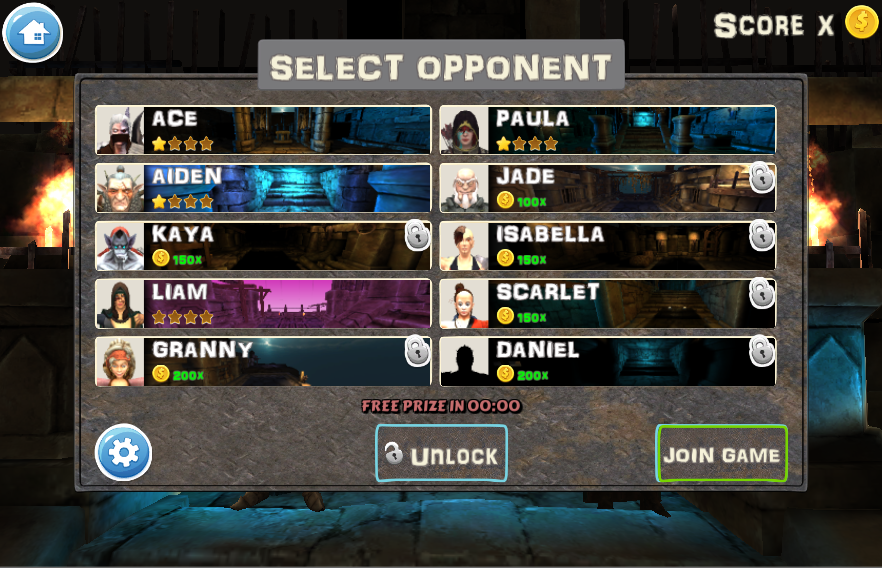 Score x
Select Opponent
Ace
Paula
Aiden
Jade
100x
Kaya
150x
Isabella
150x
Liam
Scarlet
150x
Granny
200x
Daniel
200x
Free Prize in 00:00
Unlock
Join Game